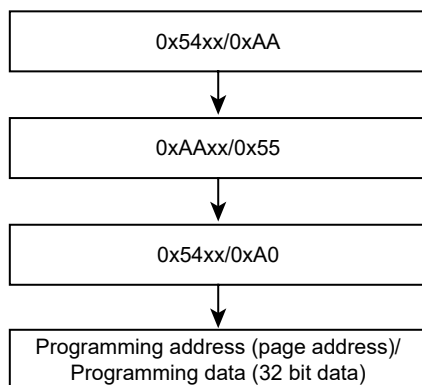 0x54xx/0xAA
0xAAxx/0x55
0x54xx/0xA0
Programming address (page address)/
Programming data (32 bit data)